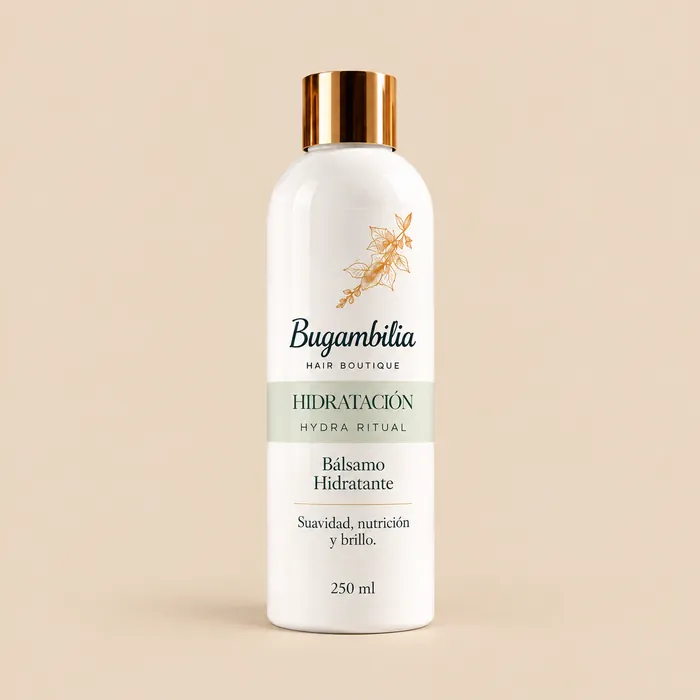 Bugambilia
HAIR BOUTIQUE
HIDRATACIÓN
HYDRA RITUAL
Bálsamo
Hidratante
Suavidad, nutrición
y brillo.
250 ml